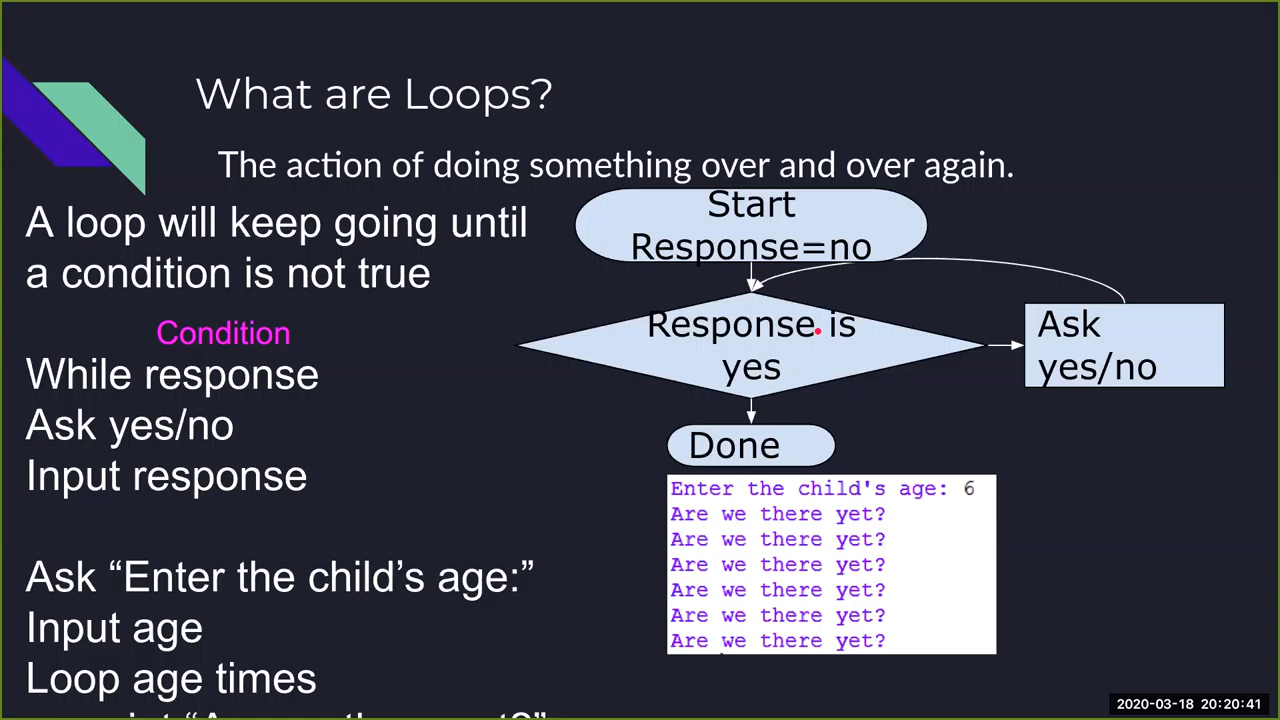 What are Loops?
The action of doing something over and over again.
A loop will keep going until
a condition is not true
Condition
While response
Ask yes/no
Input response
Ask “Enter the child’s age:”
Input age
Loop age times
Start
Response=no
Response is
yes
Ask
yes/no
Done
Enter the child's age: 6
Are we there yet?
Are we there yet?
Are we there yet?
Are we there yet?
Are we there yet?
Are we there yet?
2020-03-18 20:20:41